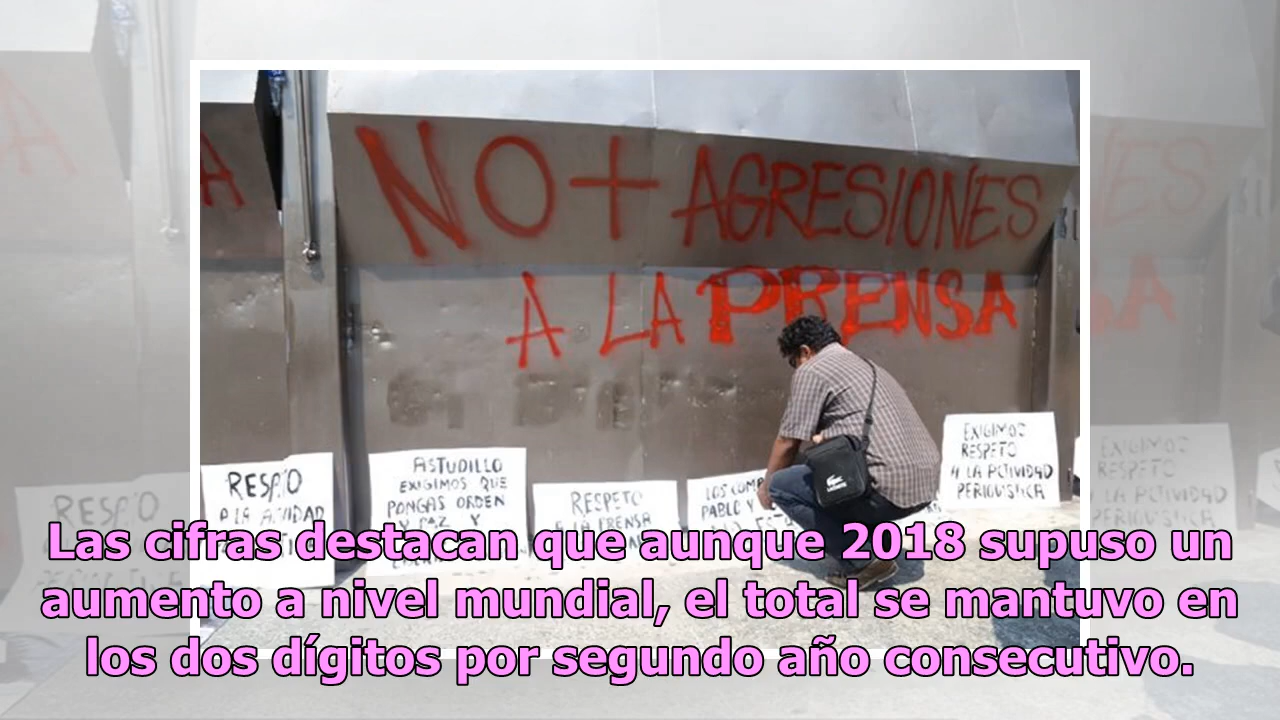 NO + AGRESIONES
A LA PRENSA
RESPETO
A LA
ASTUDILLO
EXIGIMOS QUE
PONGAS ORDEN
Y PAZ Y
RESPETO
A LA PRENSA
LOS
PABLO Y
EXIGIMOS
RESPETO
A LA ACTIVIDAD
PERIODISTICA
Las cifras destacan que aunque 2018 supuso un
aumento a nivel mundial, el total se mantuvo en
los dos dígitos por segundo año consecutivo.